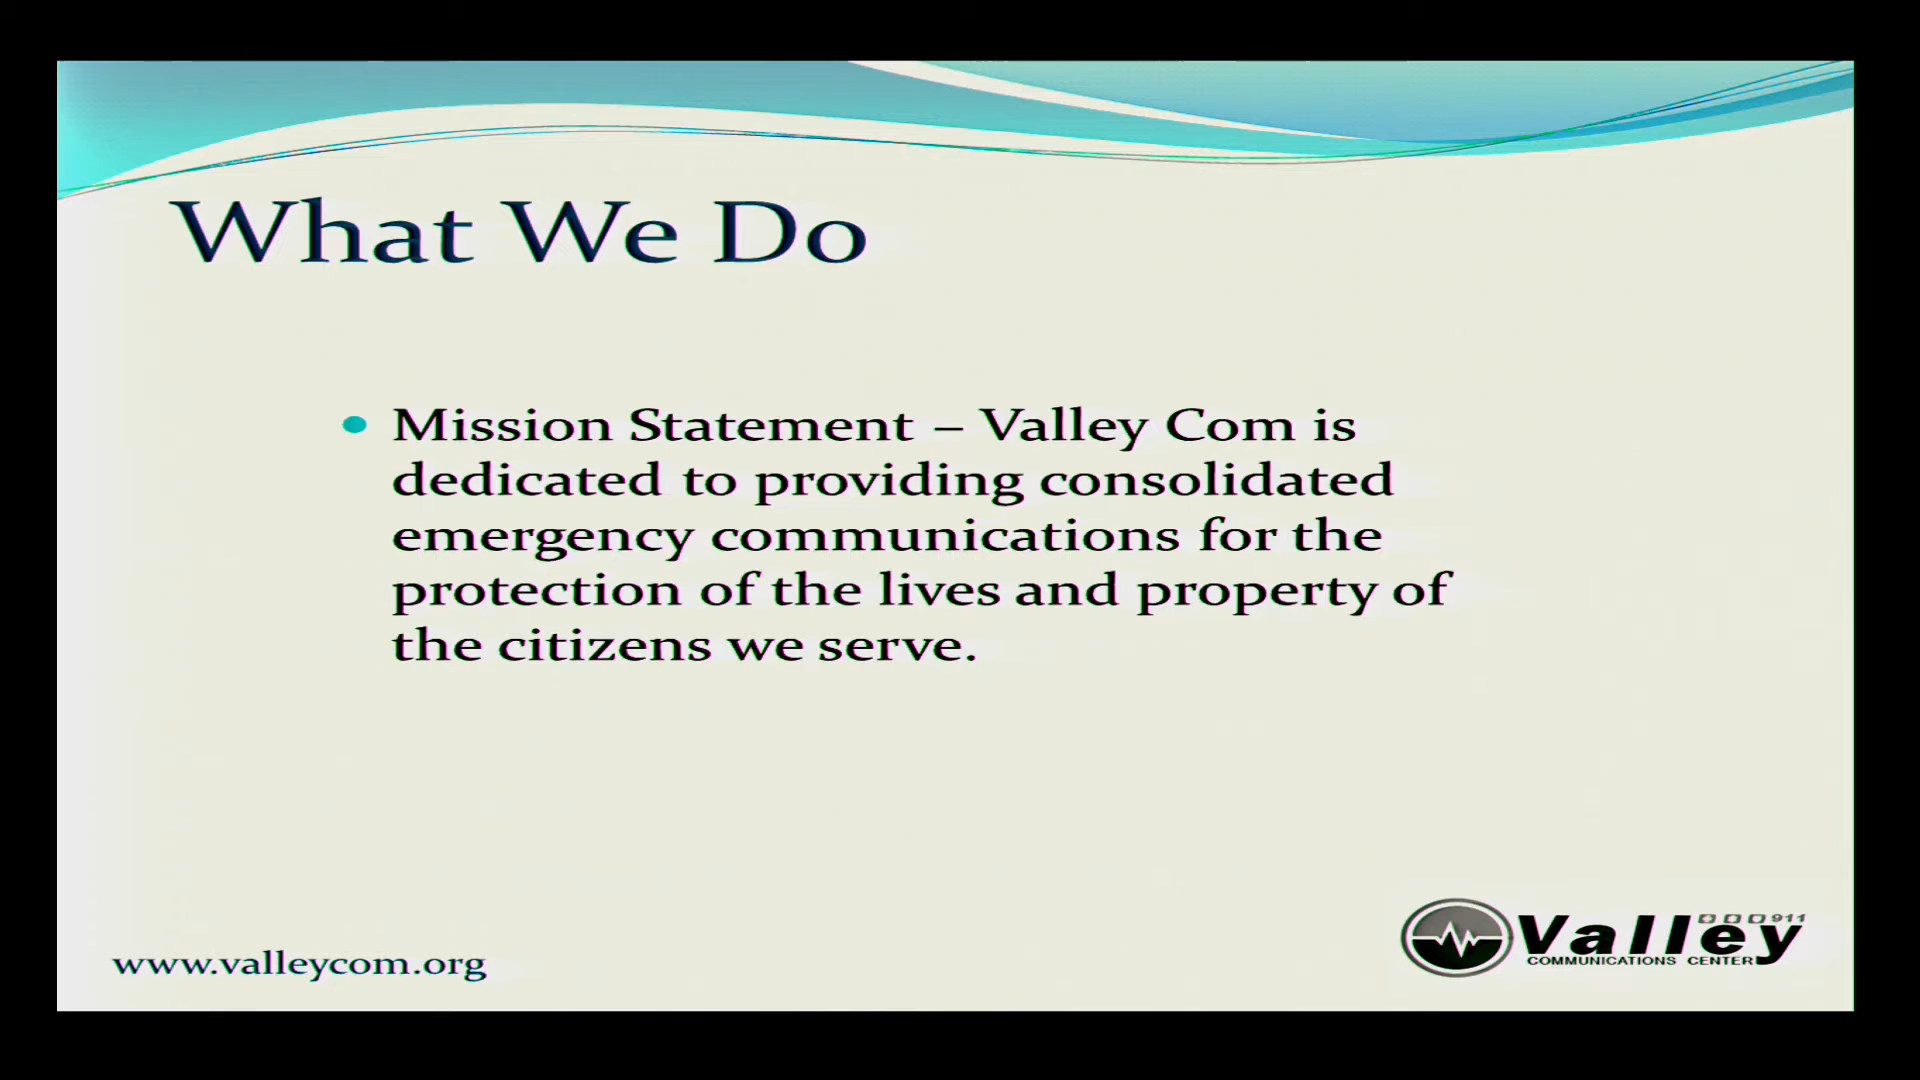 What We Do
• Mission Statement – Valley Com is
dedicated to providing consolidated
emergency communications for the
protection of the lives and property of
the citizens we serve.
www.valleycom.org
911
Valley
COMMUNICATIONS CENTER